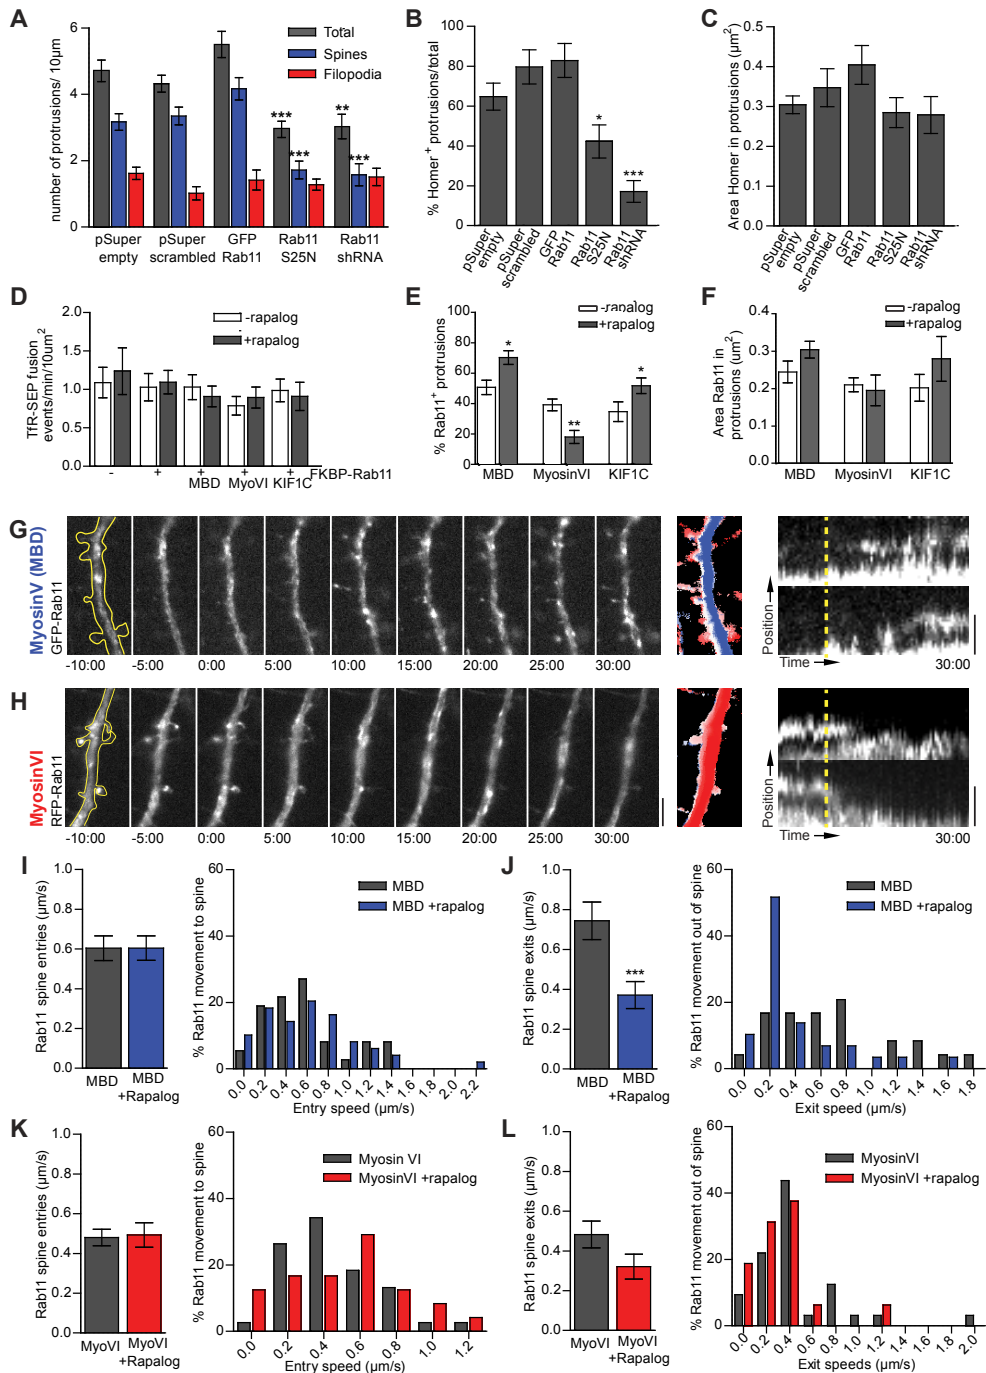 A
number of protrusions/ 10μm
6
4
2
0
Total
Spines
Filopodia
***
***
**
***
pSuper empty
pSuper scrambled
GFP Rab11
Rab11 S25N
Rab11 shRNA
B
% Homer+ protrusions/total
100
80
60
40
20
0
*
***
pSuper empty
pSuper scrambled
GFP Rab11
Rab11 S25N
Rab11 shRNA
C
Area Homer in protrusions (μm²)
0.5
0.4
0.3
0.2
0.1
0.0
pSuper empty
pSuper scrambled
GFP Rab11
Rab11 S25N
Rab11 shRNA
D
TfR-SEP fusion events/min/10um²
2.0
1.5
1.0
0.5
0.0
-rapalog
+rapalog
- + + + + FKBP-Rab11
MBD MyoVI KIF1C
E
% Rab11+ protrusions
100
80
60
40
20
0
-rapalog
+rapalog
*
**
*
MBD MyosinVI KIF1C
F
Area Rab11 in protrusions (um²)
0.4
0.3
0.2
0.1
0.0
-rapalog
+rapalog
MBD MyosinVI KIF1C
G
MyosinV (MBD)
GFP-Rab11
-10:00 -5:00 0:00 5:00 10:00 15:00 20:00 25:00 30:00
Position
Time 30:00
H
MyosinVI
RFP-Rab11
-10:00 -5:00 0:00 5:00 10:00 15:00 20:00 25:00 30:00
Position
Time 30:00
I
Rab11 spine entries (μm/s)
1.0
0.8
0.6
0.4
0.2
0.0
MBD
MBD +Rapalog
% Rab11 movement to spine
60
40
20
0
MBD
MBD +rapalog
0.0 0.2 0.4 0.6 0.8 1.0 1.2 1.4 1.6 1.8 2.0 2.2
Entry speed (μm/s)
J
Rab11 spine exits (μm/s)
1.0
0.8
0.6
0.4
0.2
0.0
***
MBD
MBD +Rapalog
% Rab11 movement out of spine
60
40
20
0
MBD
MBD +rapalog
0.0 0.2 0.4 0.6 0.8 1.0 1.2 1.4 1.6 1.8
Exit speed (μm/s)
K
Rab11 spine entries (μm/s)
1.0
0.8
0.6
0.4
0.2
0.0
MyoVI
MyoVI +Rapalog
% Rab11 movement to spine
60
40
20
0
Myosin VI
MyosinVI +rapalog
0.0 0.2 0.4 0.6 0.8 1.0 1.2
Entry speed (μm/s)
L
Rab11 spine exits (μm/s)
1.0
0.8
0.6
0.4
0.2
0.0
MyoVI
MyoVI +Rapalog
% Rab11 movement out of spine
60
40
20
0
MyosinVI
MyosinVI +rapalog
0.0 0.2 0.4 0.6 0.8 1.0 1.2 1.4 1.6 1.8 2.0
Exit speeds (μm/s)